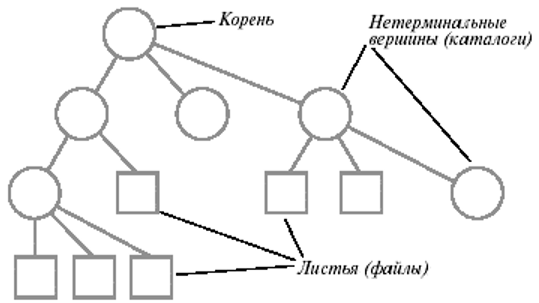 Корень
Нетерминальные
вершины (каталоги)
Листья (файлы)